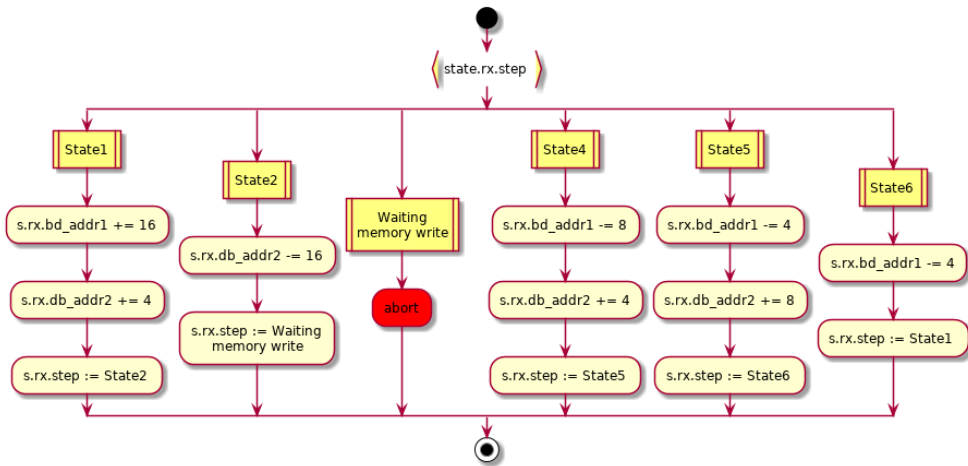 state.rx.step
State1
s.rx.bd_addr1 += 16
s.rx.db_addr2 += 4
s.rx.step := State2
State2
s.rx.db_addr2 -= 16
s.rx.step := Waiting
memory write
Waiting
memory write
abort
State4
s.rx.bd_addr1 -= 8
s.rx.db_addr2 += 4
s.rx.step := State5
State5
s.rx.bd_addr1 -= 4
s.rx.db_addr2 += 8
s.rx.step := State6
State6
s.rx.bd_addr1 -= 4
s.rx.step := State1